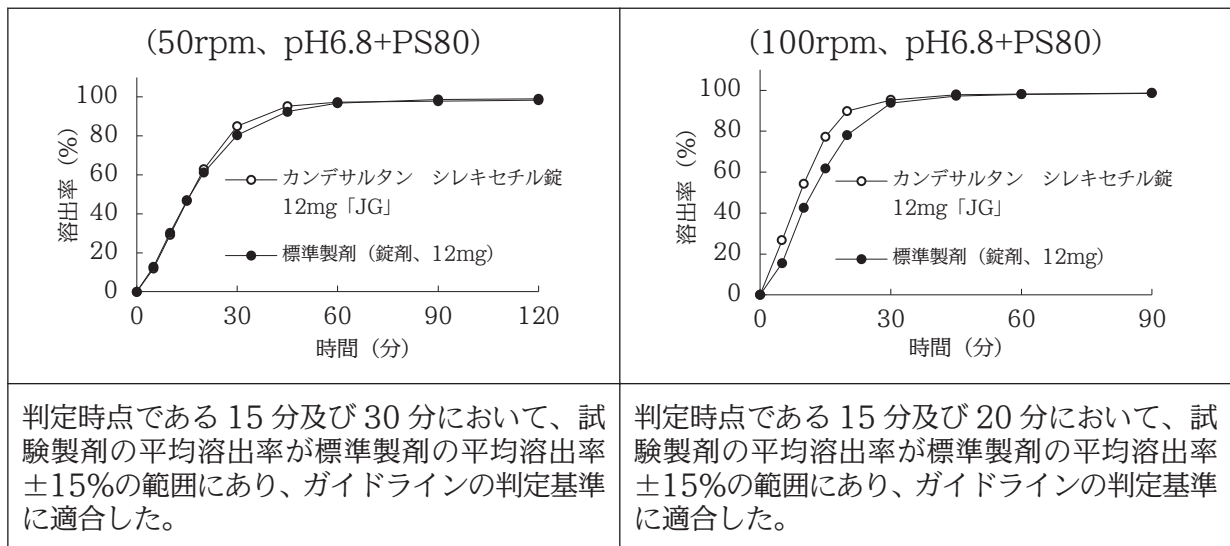 (50rpm、pH6.8+PS80)
100
80
60
40
20
0
溶出率（%）
カンデサルタン　シレキセチル錠
12mg「JG」
標準製剤（錠剤、12mg）
0 30 60 90 120
時間（分）
判定時点である 15 分及び 30 分において、試
験製剤の平均溶出率が標準製剤の平均溶出率
±15%の範囲にあり、ガイドラインの判定基準
に適合した。
(100rpm、pH6.8+PS80)
100
80
60
40
20
0
溶出率（%）
カンデサルタン　シレキセチル錠
12mg「JG」
標準製剤（錠剤、12mg）
0 30 60 90
時間（分）
判定時点である 15 分及び 20 分において、試
験製剤の平均溶出率が標準製剤の平均溶出率
±15%の範囲にあり、ガイドラインの判定基準
に適合した。